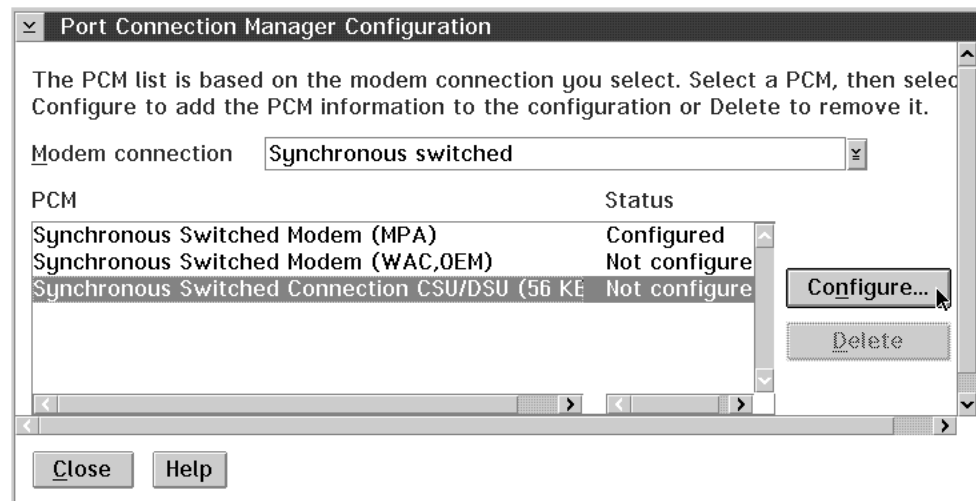 Port Connection Manager Configuration
The PCM list is based on the modem connection you select. Select a PCM, then selec
Configure to add the PCM information to the configuration or Delete to remove it.
Modem connection Synchronous switched
PCM Status
Synchronous Switched Modem (MPA) Configured
Synchronous Switched Modem (WAC,OEM) Not configure
Synchronous Switched Connection CSU/DSU (56 KB Not configure
Configure...
Delete
Close Help